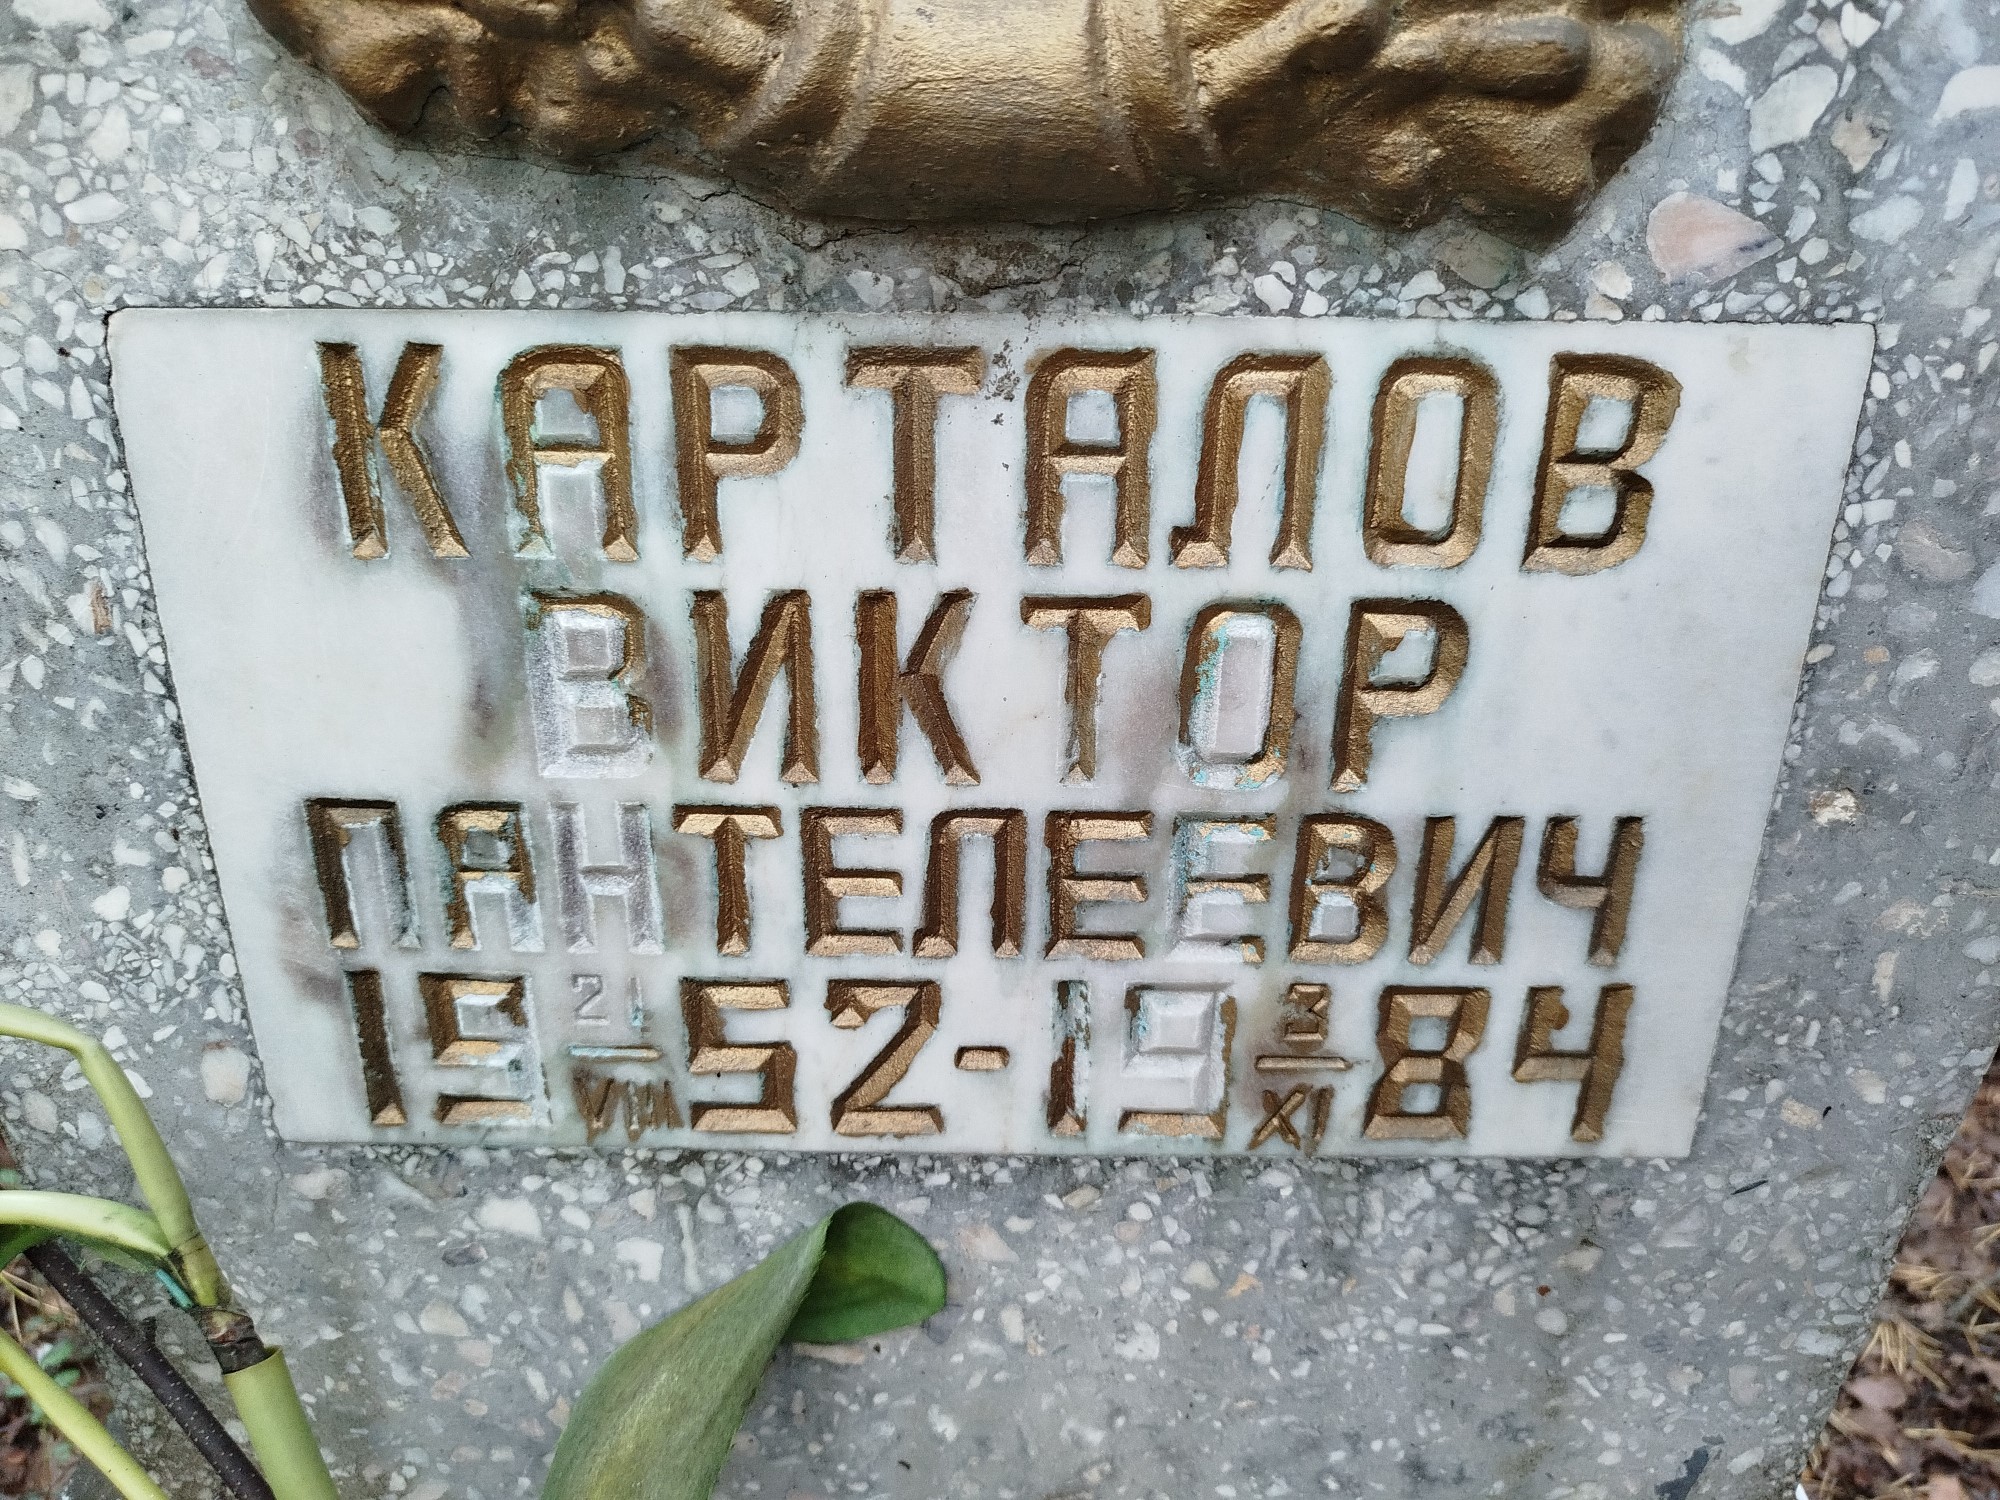 КАРТАЛОВ
ВИКТОР
ПАНТЕЛЕЕВИЧ
19 21/VIII 52-19 3/XI 84